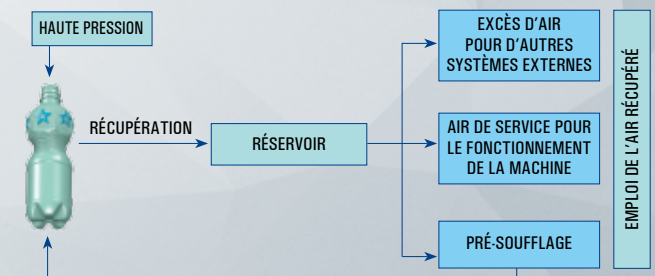 HAUTE PRESSION
RÉCUPÉRATION
RÉSERVOIR
EXCÈS D'AIR
POUR D'AUTRES
SYSTÈMES EXTERNES
AIR DE SERVICE POUR
LE FONCTIONNEMENT
DE LA MACHINE
PRÉ-SOUFFLAGE
EMPLOI DE L'AIR RÉCUPÉRÉ